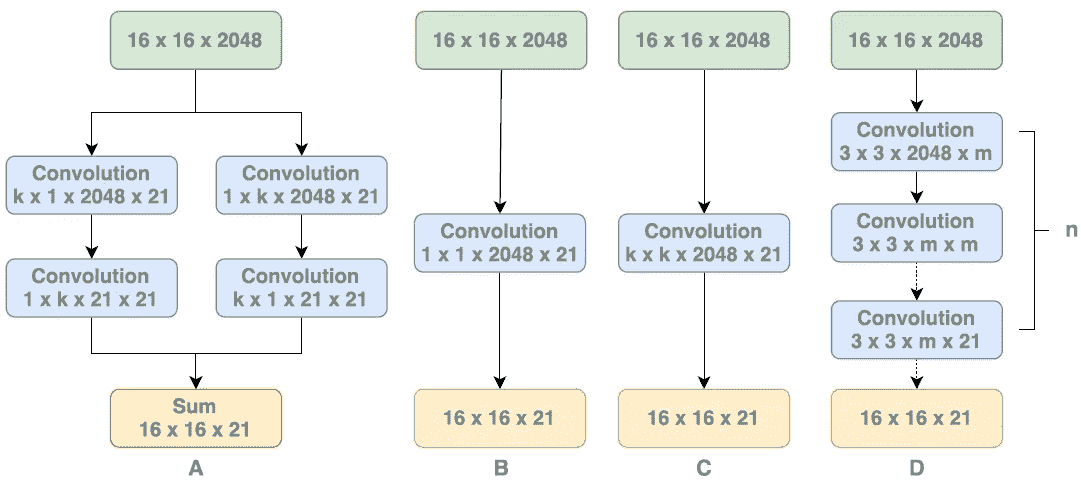 16 x 16 x 2048
Convolution
k x 1 x 2048 x 21
Convolution
1 x k x 2048 x 21
Convolution
1 x k x 21 x 21
Convolution
k x 1 x 21 x 21
Sum
16 x 16 x 21
A
16 x 16 x 2048
Convolution
1 x 1 x 2048 x 21
16 x 16 x 21
B
16 x 16 x 2048
Convolution
k x k x 2048 x 21
16 x 16 x 21
C
16 x 16 x 2048
Convolution
3 x 3 x 2048 x m
Convolution
3 x 3 x m x m
Convolution
3 x 3 x m x 21
n
16 x 16 x 21
D